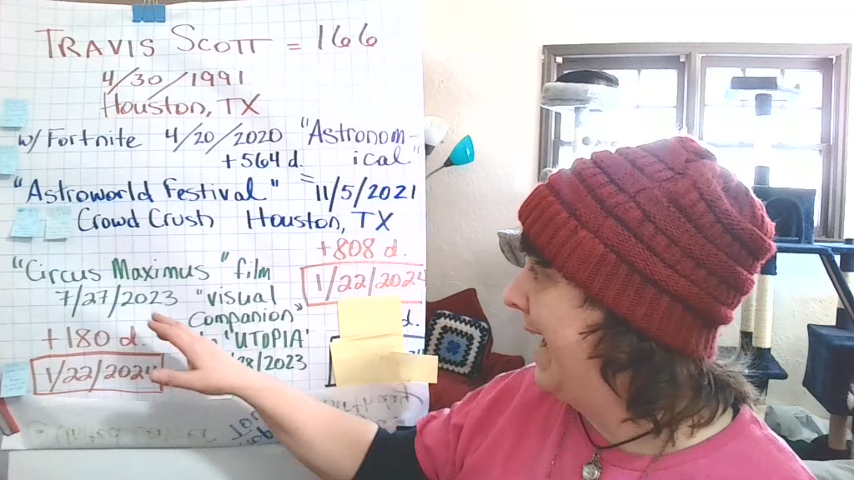 TRAVIS SCOTT = 166
4/30/1991
Houston, TX
w/ Fortnite 4/20/2020 "Astronom-
+564 d. ical"
"Astroworld Festival" = 11/5/2021
Crowd Crush Houston, TX
+808 d.
1/22/2024
"Circus Maximus" film
7/27/2023 "visual
Companion"
+180 d. "UTOPIA"
1/22/2024 28/2023
d.